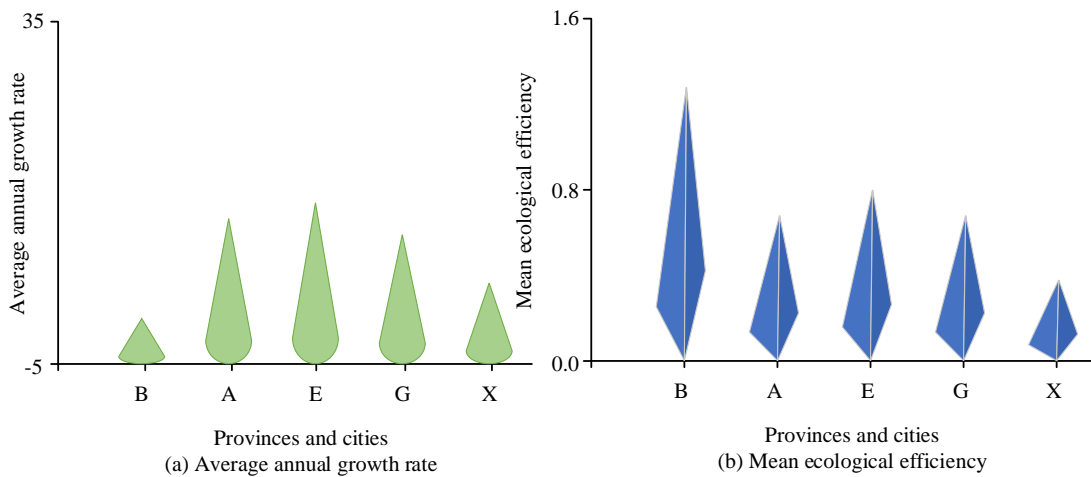 35
Average annual growth rate
-5
B A E G X
Provinces and cities
(a) Average annual growth rate
1.6
Mean ecological efficiency
0.8
0.0
B A E G X
Provinces and cities
(b) Mean ecological efficiency